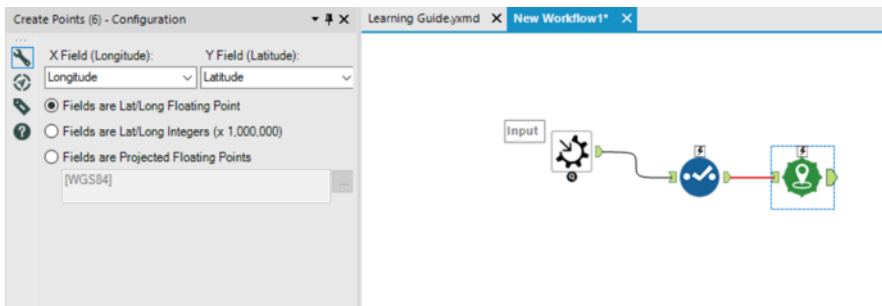 Create Points (6) - Configuration
Learning Guide.yxmd X New Workflow1* X
X Field (Longitude): Y Field (Latitude):
Longitude Latitude
Fields are Lat/Long Floating Point
Fields are Lat/Long Integers (x 1,000,000)
Fields are Projected Floating Points
[WGS84]
...
Input